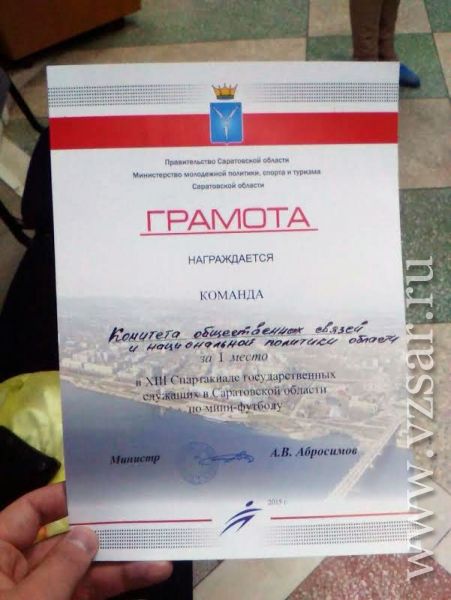 Правительство Саратовской области
Министерство молодежной политики, спорта и туризма
Саратовской области
ГРАМОТА
НАГРАЖДАЕТСЯ
КОМАНДА
Комитета общественных связей
и национальной политики области
за 1 место
в XIII Спартакиаде государственных
служащих в Саратовской области
по мини-футболу
Министр А.В. Абросимов
2015 г.
www.vzsar.ru